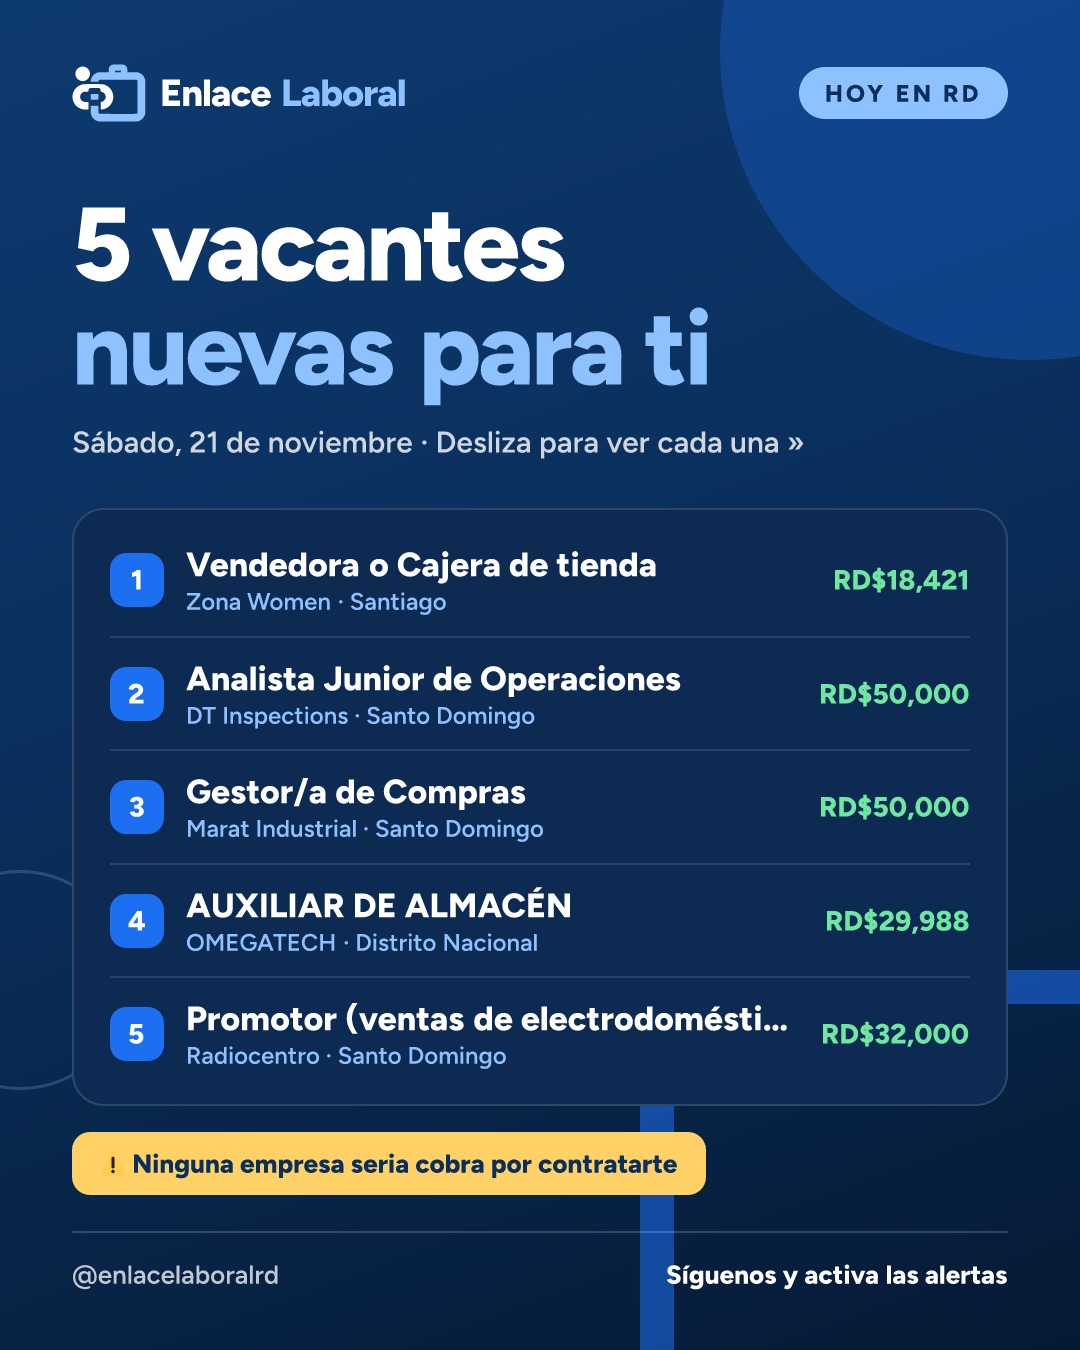 Enlace Laboral
HOY EN RD
5 vacantes
nuevas para ti
Sábado, 21 de noviembre · Desliza para ver cada una »
1
Vendedora o Cajera de tienda
Zona Women · Santiago
RD$18,421
2
Analista Junior de Operaciones
DT Inspections · Santo Domingo
RD$50,000
3
Gestor/a de Compras
Marat Industrial · Santo Domingo
RD$50,000
4
AUXILIAR DE ALMACÉN
OMEGATECH · Distrito Nacional
RD$29,988
5
Promotor (ventas de electrodomésti...
Radiocentro · Santo Domingo
RD$32,000
⚠ Ninguna empresa seria cobra por contratarte
@enlacelaboralrd
Síguenos y activa las alertas